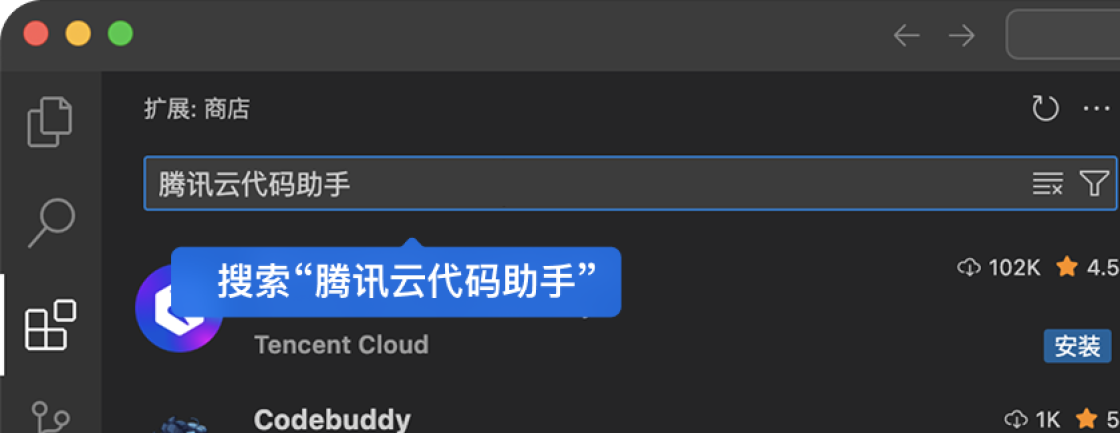 扩展: 商店
腾讯云代码助手
搜索“腾讯云代码助手”
102K 4.5
Tencent Cloud
安装
Codebuddy
1K 5